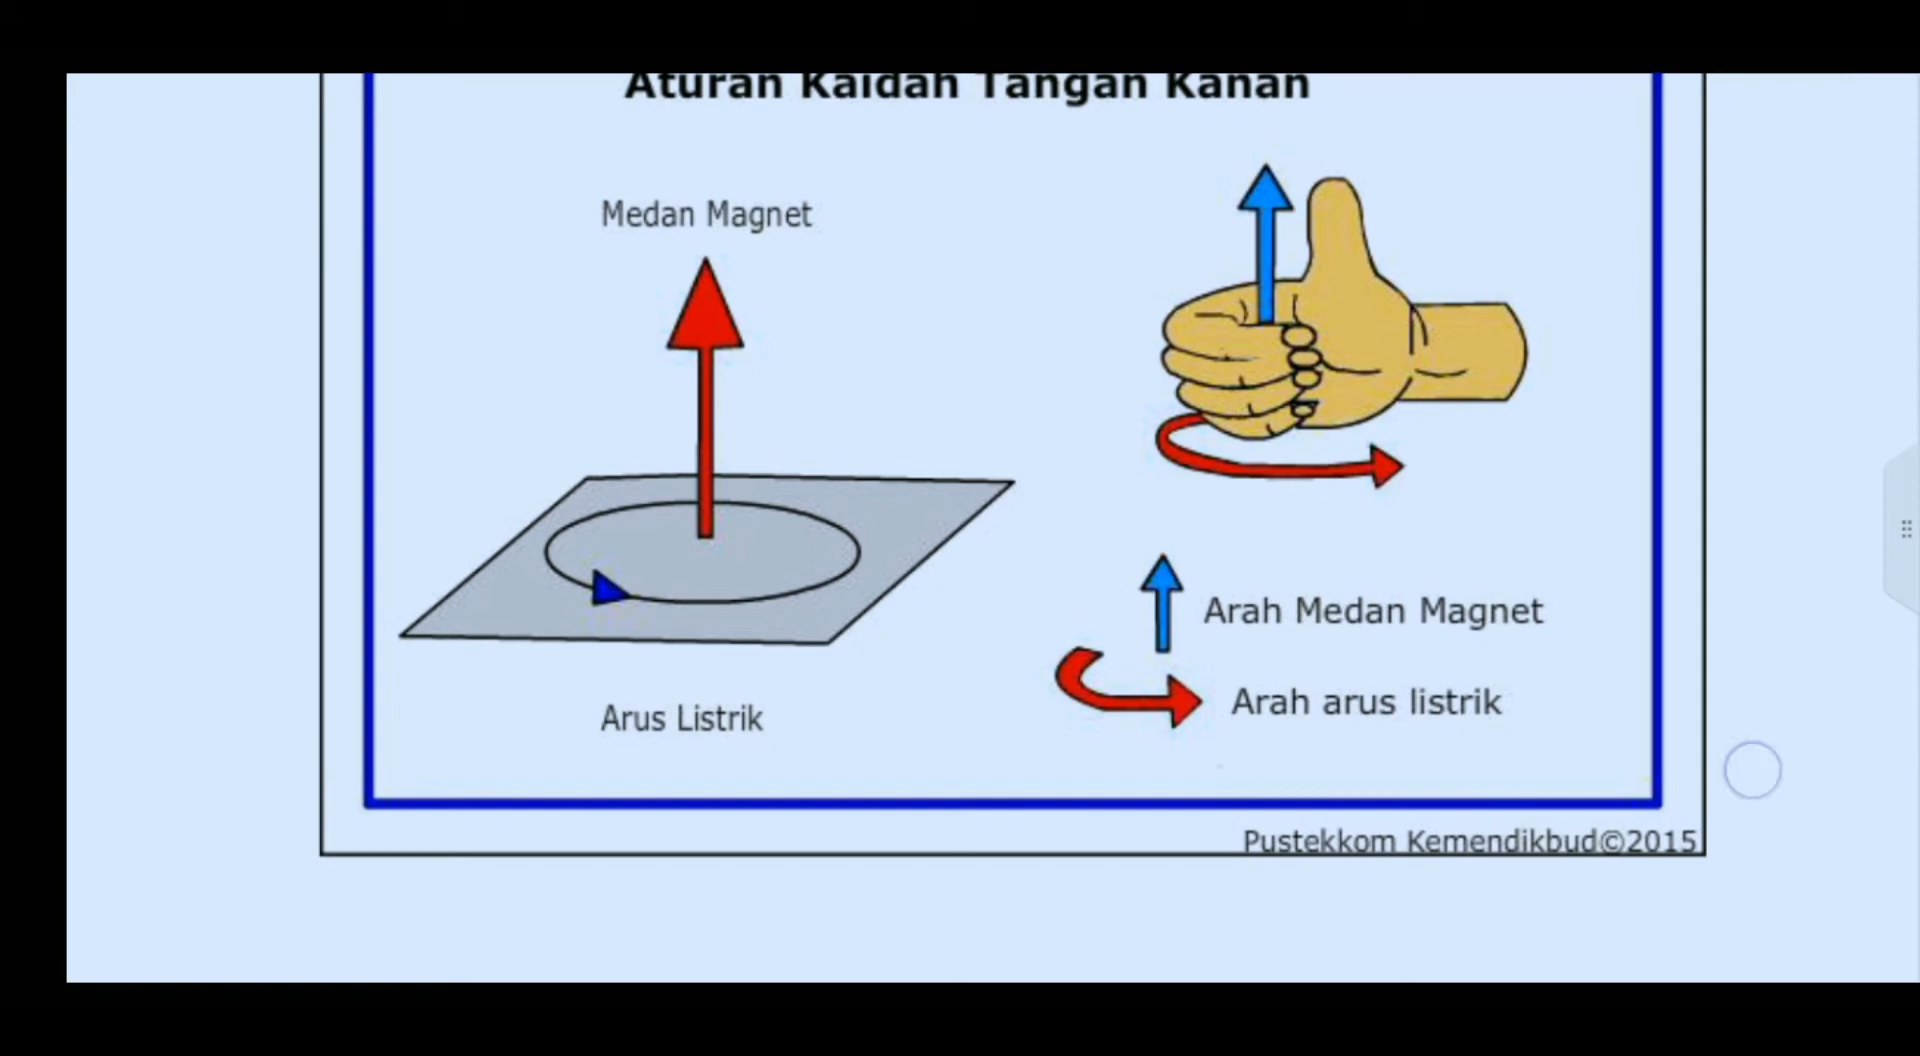 Aturan Kaidah Tangan Kanan
Medan Magnet
Arus Listrik
Arah Medan Magnet
Arah arus listrik
Pustekkom Kemendikbud©2015